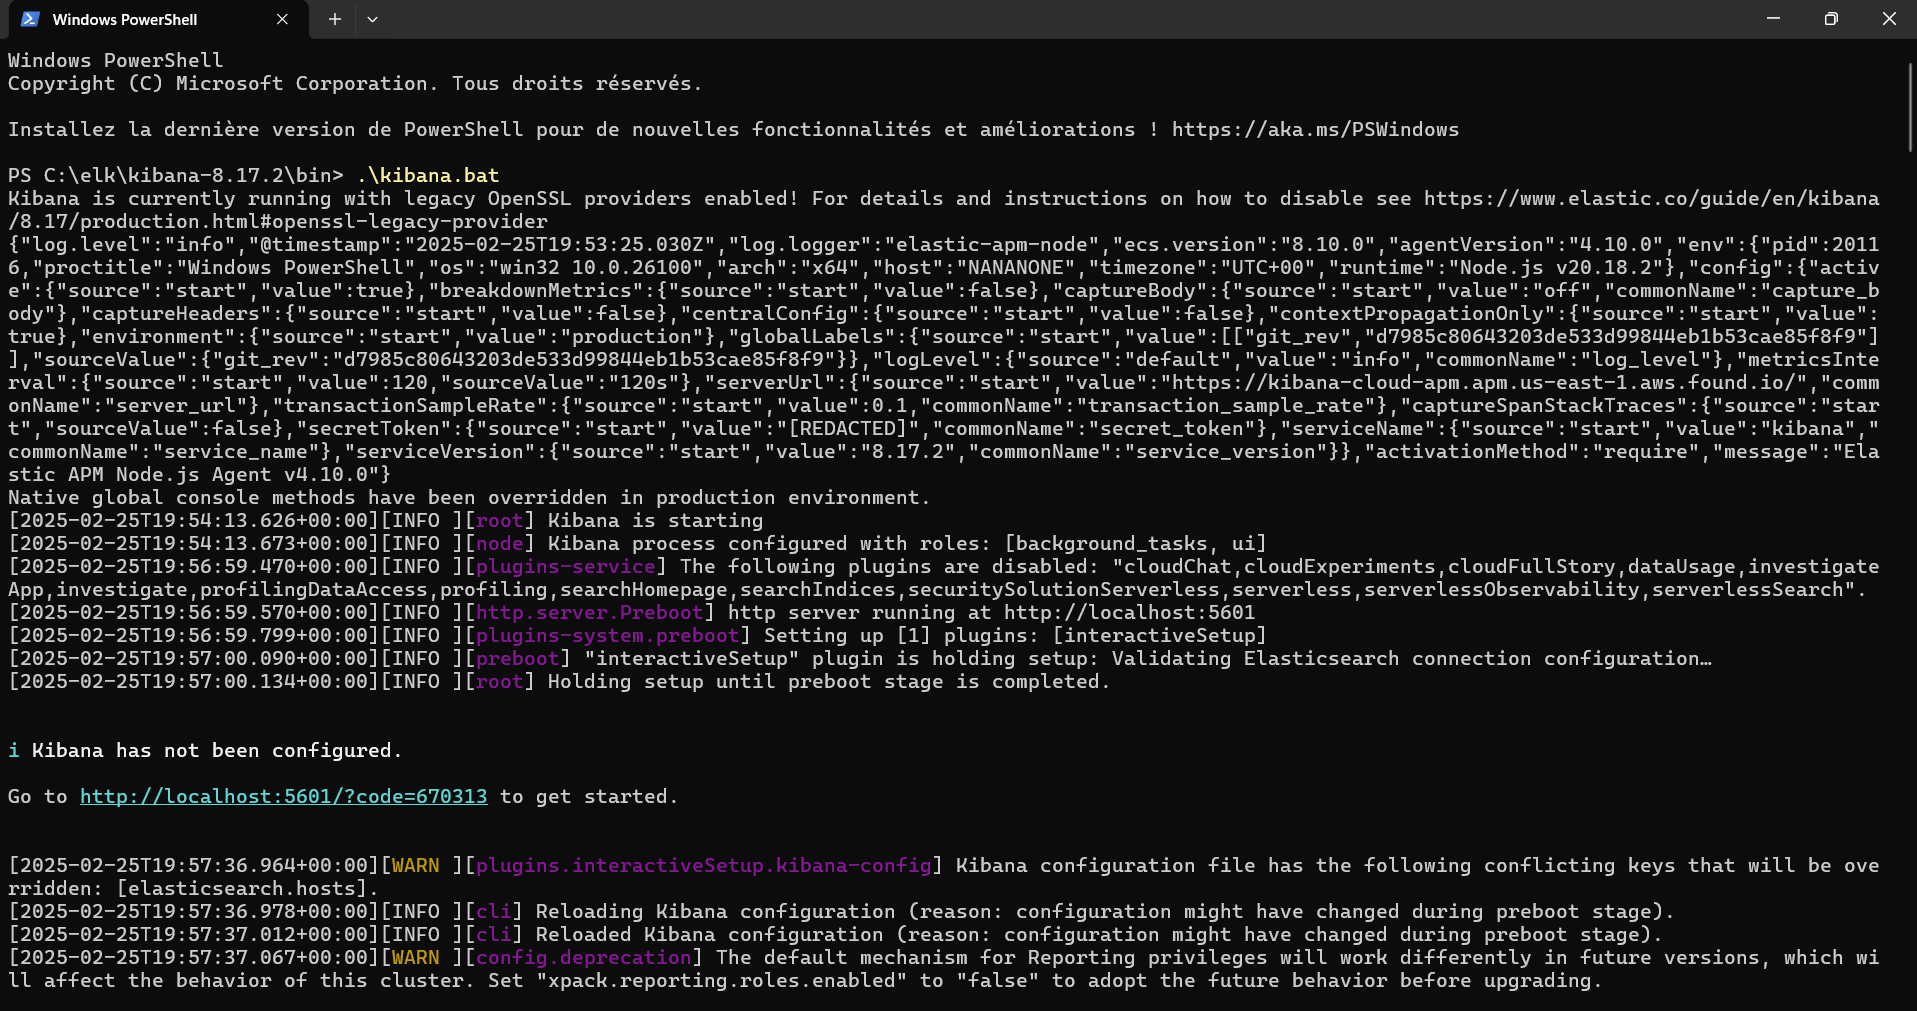 Windows PowerShell
Windows PowerShell
Copyright (C) Microsoft Corporation. Tous droits réservés.
Installez la dernière version de PowerShell pour de nouvelles fonctionnalités et améliorations ! https://aka.ms/PSWindows
PS C:\elk\kibana-8.17.2\bin> .\kibana.bat
Kibana is currently running with legacy OpenSSL providers enabled! For details and instructions on how to disable see https://www.elastic.co/guide/en/kibana
/8.17/production.html#openssl-legacy-provider
{"log.level":"info","@timestamp":"2025-02-25T19:53:25.030Z","log.logger":"elastic-apm-node","ecs.version":"8.10.0","agentVersion":"4.10.0","env":{"pid":2011
6,"proctitle":"Windows PowerShell","os":"win32 10.0.26100","arch":"x64","host":"NANANONE","timezone":"UTC+00","runtime":"Node.js v20.18.2"},"config":{"activ
e":{"source":"start","value":true},"breakdownMetrics":{"source":"start","value":false},"captureBody":{"source":"start","value":"off","commonName":"capture_b
ody"},"captureHeaders":{"source":"start","value":false},"centralConfig":{"source":"start","value":false},"contextPropagationOnly":{"source":"start","value":
true},"environment":{"source":"start","value":"production"},"globalLabels":{"source":"start","value":[["git_rev","d7985c80643203de533d99844eb1b53cae85f8f9"]
],"sourceValue":{"git_rev":"d7985c80643203de533d99844eb1b53cae85f8f9"}},"logLevel":{"source":"default","value":"info","commonName":"log_level"},"metricsInte
rval":{"source":"start","value":120,"sourceValue":"120s"},"serverUrl":{"source":"start","value":"https://kibana-cloud-apm.apm.us-east-1.aws.found.io/","comm
onName":"server_url"},"transactionSampleRate":{"source":"start","value":0.1,"commonName":"transaction_sample_rate"},"captureSpanStackTraces":{"source":"star
t","sourceValue":false},"secretToken":{"source":"start","value":"[REDACTED]","commonName":"secret_token"},"serviceName":{"source":"start","value":"kibana","
commonName":"service_name"},"serviceVersion":{"source":"start","value":"8.17.2","commonName":"service_version"}},"activationMethod":"require","message":"Ela
stic APM Node.js Agent v4.10.0"}
Native global console methods have been overridden in production environment.
[2025-02-25T19:54:13.626+00:00][INFO ][root] Kibana is starting
[2025-02-25T19:54:13.673+00:00][INFO ][node] Kibana process configured with roles: [background_tasks, ui]
[2025-02-25T19:56:59.470+00:00][INFO ][plugins-service] The following plugins are disabled: "cloudChat,cloudExperiments,cloudFullStory,dataUsage,investigate
App,investigate,profilingDataAccess,profiling,searchHomepage,searchIndices,securitySolutionServerless,serverless,serverlessObservability,serverlessSearch".
[2025-02-25T19:56:59.570+00:00][INFO ][http.server.Preboot] http server running at http://localhost:5601
[2025-02-25T19:56:59.799+00:00][INFO ][plugins-system.preboot] Setting up [1] plugins: [interactiveSetup]
[2025-02-25T19:57:00.090+00:00][INFO ][preboot] "interactiveSetup" plugin is holding setup: Validating Elasticsearch connection configuration…
[2025-02-25T19:57:00.134+00:00][INFO ][root] Holding setup until preboot stage is completed.
i Kibana has not been configured.
Go to http://localhost:5601/?code=670313 to get started.
[2025-02-25T19:57:36.964+00:00][WARN ][plugins.interactiveSetup.kibana-config] Kibana configuration file has the following conflicting keys that will be ove
rridden: [elasticsearch.hosts].
[2025-02-25T19:57:36.978+00:00][INFO ][cli] Reloading Kibana configuration (reason: configuration might have changed during preboot stage).
[2025-02-25T19:57:37.012+00:00][INFO ][cli] Reloaded Kibana configuration (reason: configuration might have changed during preboot stage).
[2025-02-25T19:57:37.067+00:00][WARN ][config.deprecation] The default mechanism for Reporting privileges will work differently in future versions, which wi
ll affect the behavior of this cluster. Set "xpack.reporting.roles.enabled" to "false" to adopt the future behavior before upgrading.